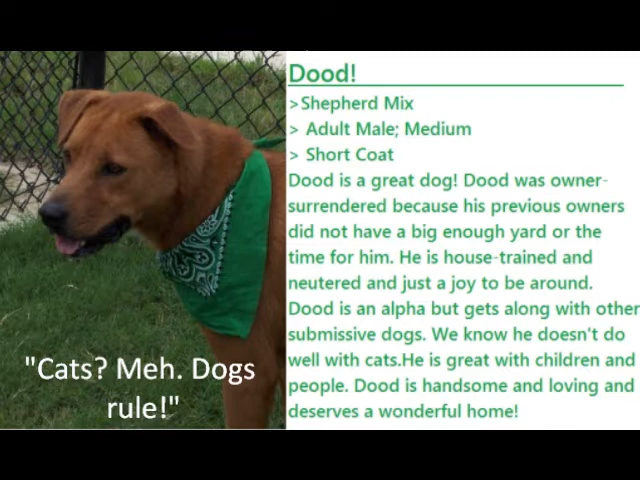 Dood!
>Shepherd Mix
> Adult Male; Medium
> Short Coat
Dood is a great dog! Dood was owner-
surrendered because his previous owners
did not have a big enough yard or the
time for him. He is house-trained and
neutered and just a joy to be around.
Dood is an alpha but gets along with other
submissive dogs. We know he doesn't do
well with cats.He is great with children and
people. Dood is handsome and loving and
deserves a wonderful home!
"Cats? Meh. Dogs
rule!"